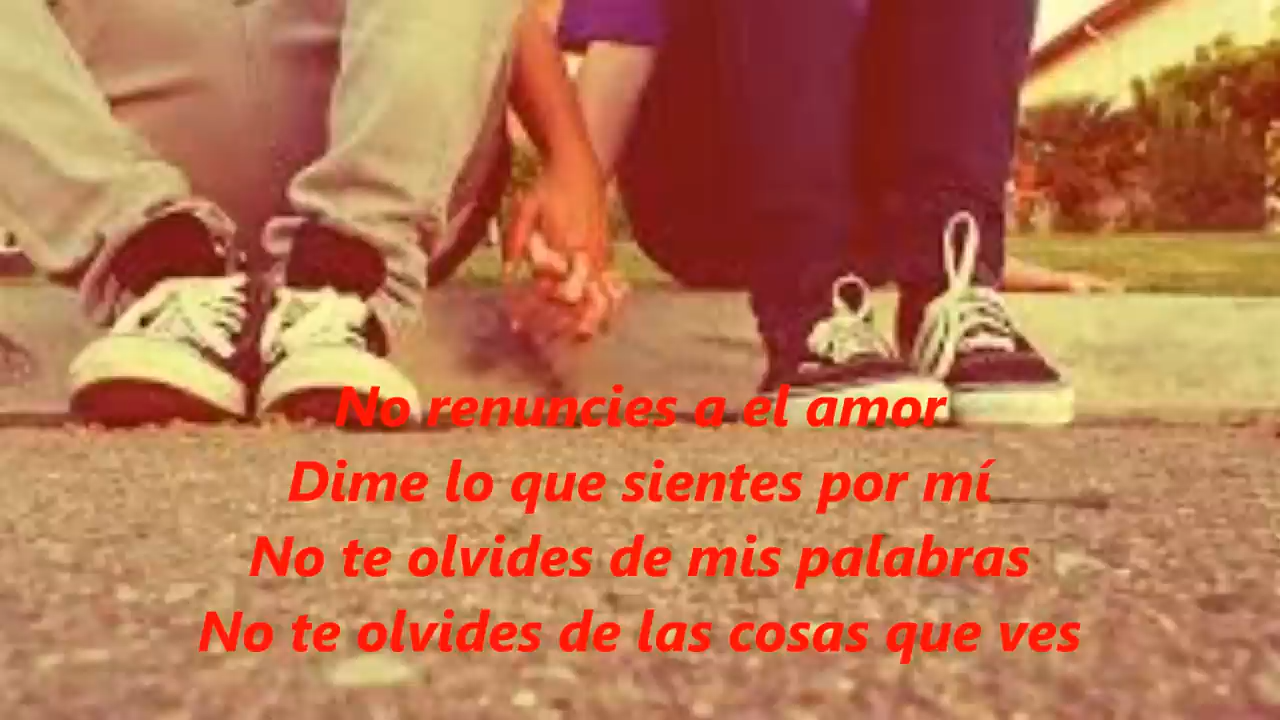 No renuncies a el amor
Dime lo que sientes por mí
No te olvides de mis palabras
No te olvides de las cosas que ves